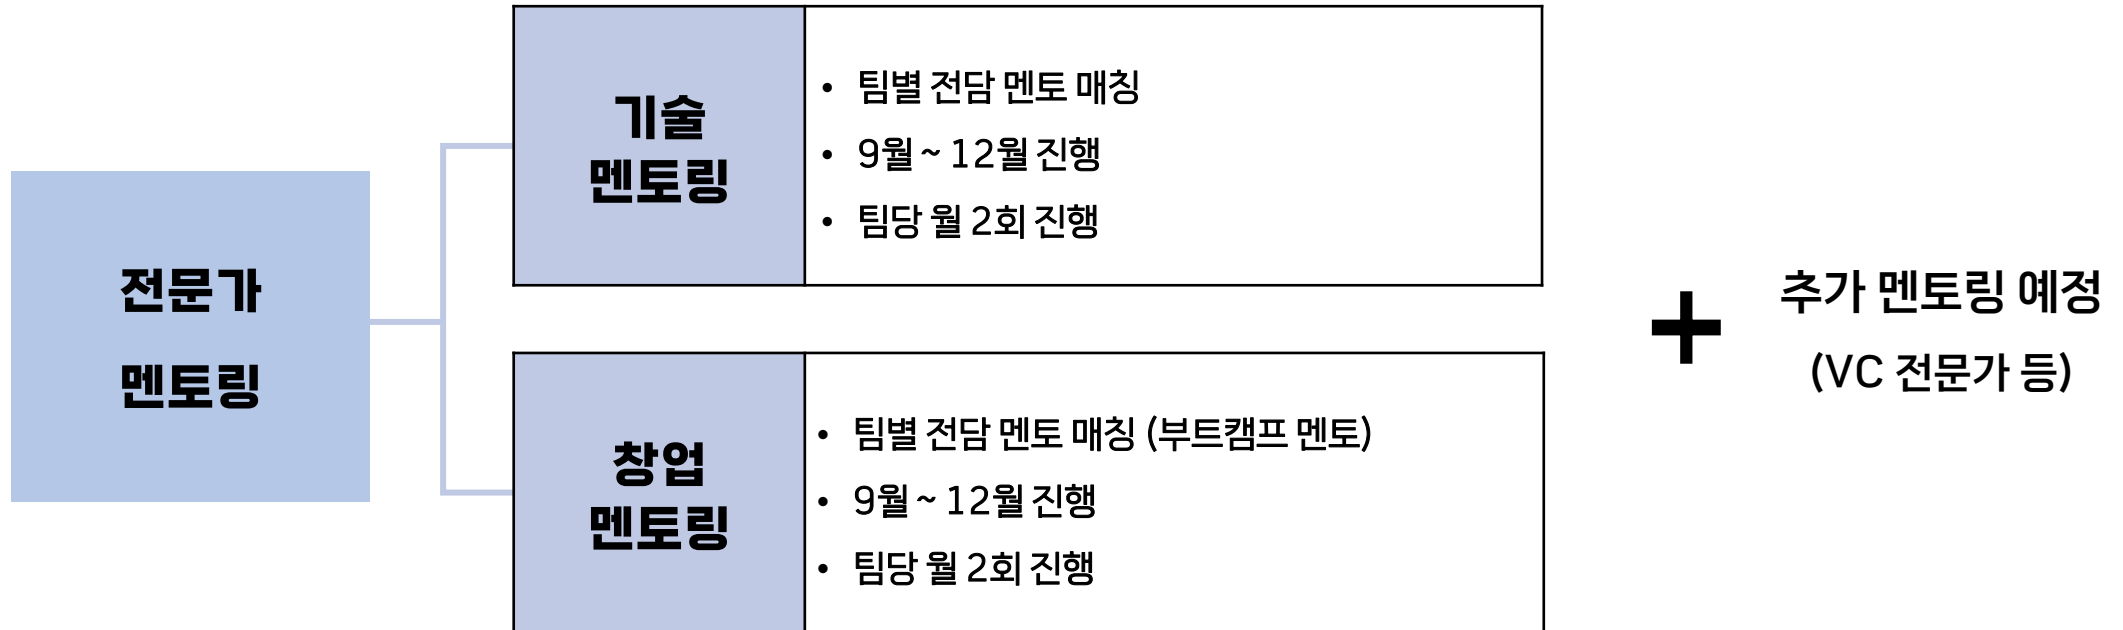 전문가
멘토링
기술
멘토링
• 팀별 전담 멘토 매칭
• 9월 ~ 12월 진행
• 팀당 월 2회 진행
창업
멘토링
• 팀별 전담 멘토 매칭 (부트캠프 멘토)
• 9월 ~ 12월 진행
• 팀당 월 2회 진행
+
추가 멘토링 예정
(VC 전문가 등)